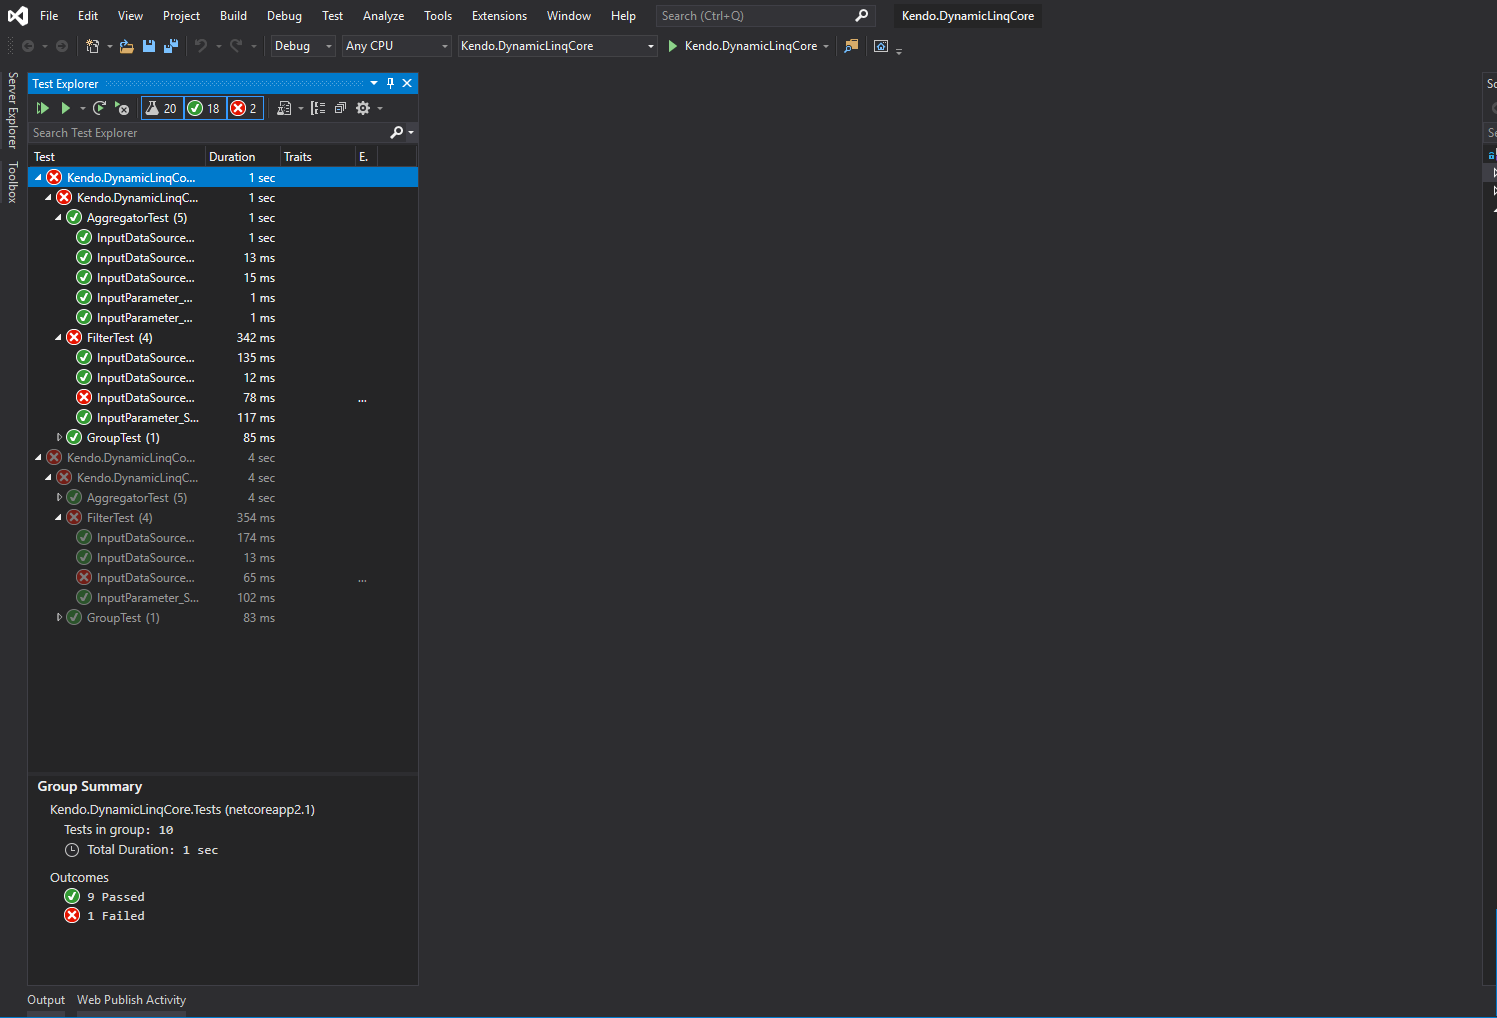 File Edit View Project Build Debug Test Analyze Tools Extensions Window Help Search (Ctrl+Q) Kendo.DynamicLinqCore
Debug Any CPU Kendo.DynamicLinqCore Kendo.DynamicLinqCore
Server Explorer
Toolbox
Test Explorer
20 18 2
Search Test Explorer
Test Duration Traits E.
Kendo.DynamicLinqCo... 1 sec
Kendo.DynamicLinqC... 1 sec
AggregatorTest (5) 1 sec
InputDataSource... 1 sec
InputDataSource... 13 ms
InputDataSource... 15 ms
InputParameter_... 1 ms
InputParameter_... 1 ms
FilterTest (4) 342 ms
InputDataSource... 135 ms
InputDataSource... 12 ms
InputDataSource... 78 ms ...
InputParameter_S... 117 ms
GroupTest (1) 85 ms
Kendo.DynamicLinqCo... 4 sec
Kendo.DynamicLinqC... 4 sec
AggregatorTest (5) 4 sec
FilterTest (4) 354 ms
InputDataSource... 174 ms
InputDataSource... 13 ms
InputDataSource... 65 ms ...
InputParameter_S... 102 ms
GroupTest (1) 83 ms
Group Summary
Kendo.DynamicLinqCore.Tests (netcoreapp2.1)
Tests in group: 10
Total Duration: 1 sec
Outcomes
9 Passed
1 Failed
Output Web Publish Activity
So
Se